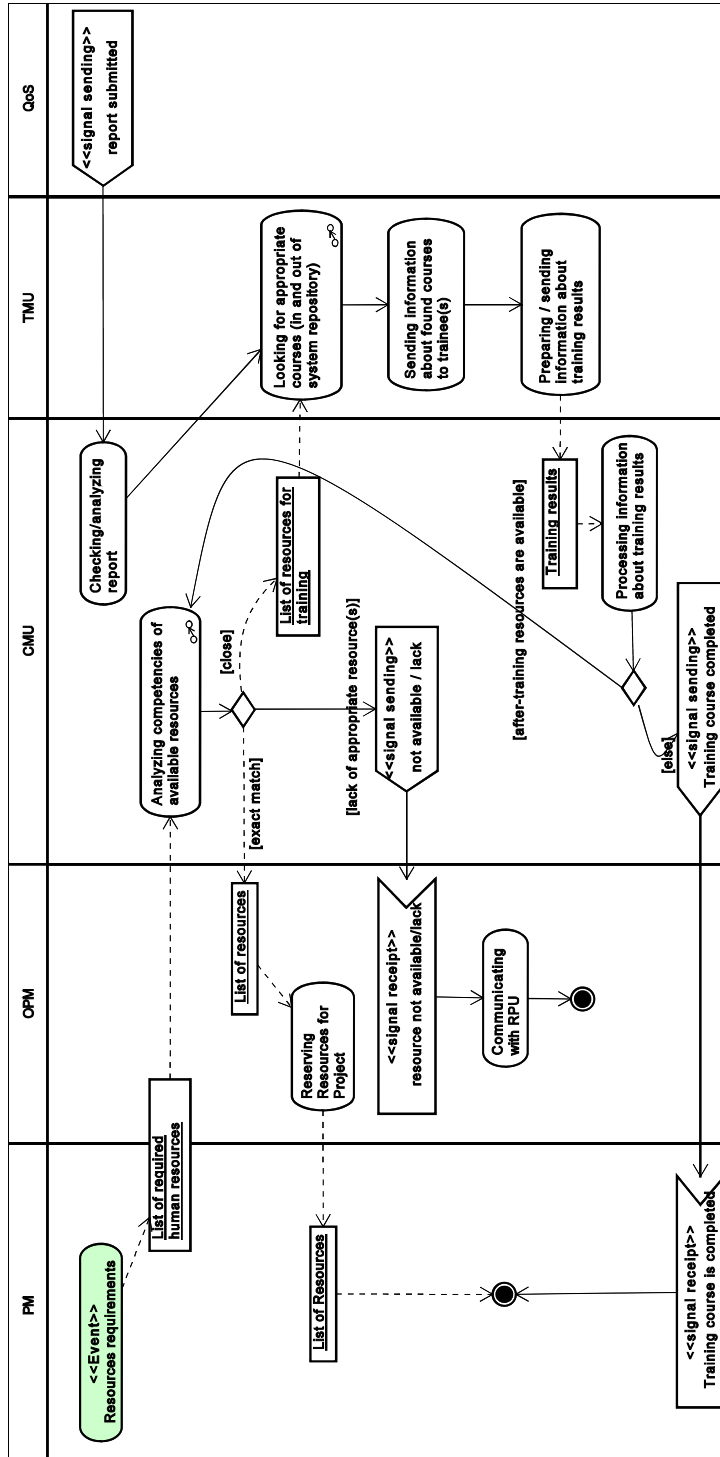 QoS
<<signal sending>>
report submitted
TMU
Looking for appropriate
courses (in and out of
system repository)
Sending information
about found courses
to trainee(s)
Preparing / sending
information about
training results
CMU
Checking/analyzing
report
Analyzing competencies of
available resources
[close]
[exact match]
[lack of appropriate resource(s)]
List of resources for
training
<<signal sending>>
not available / lack
[after-training resources are available]
Training results
Processing information
about training results
[else]
<<signal sending>>
Training course completed
OPM
List of resources
Reserving
Resources for
Project
<<signal receipt>>
resource not available/lack
Communicating
with RPU
PM
<<Event>>
Resources requirements
List of required
human resources
List of Resources
<<signal receipt>>
Training course is completed